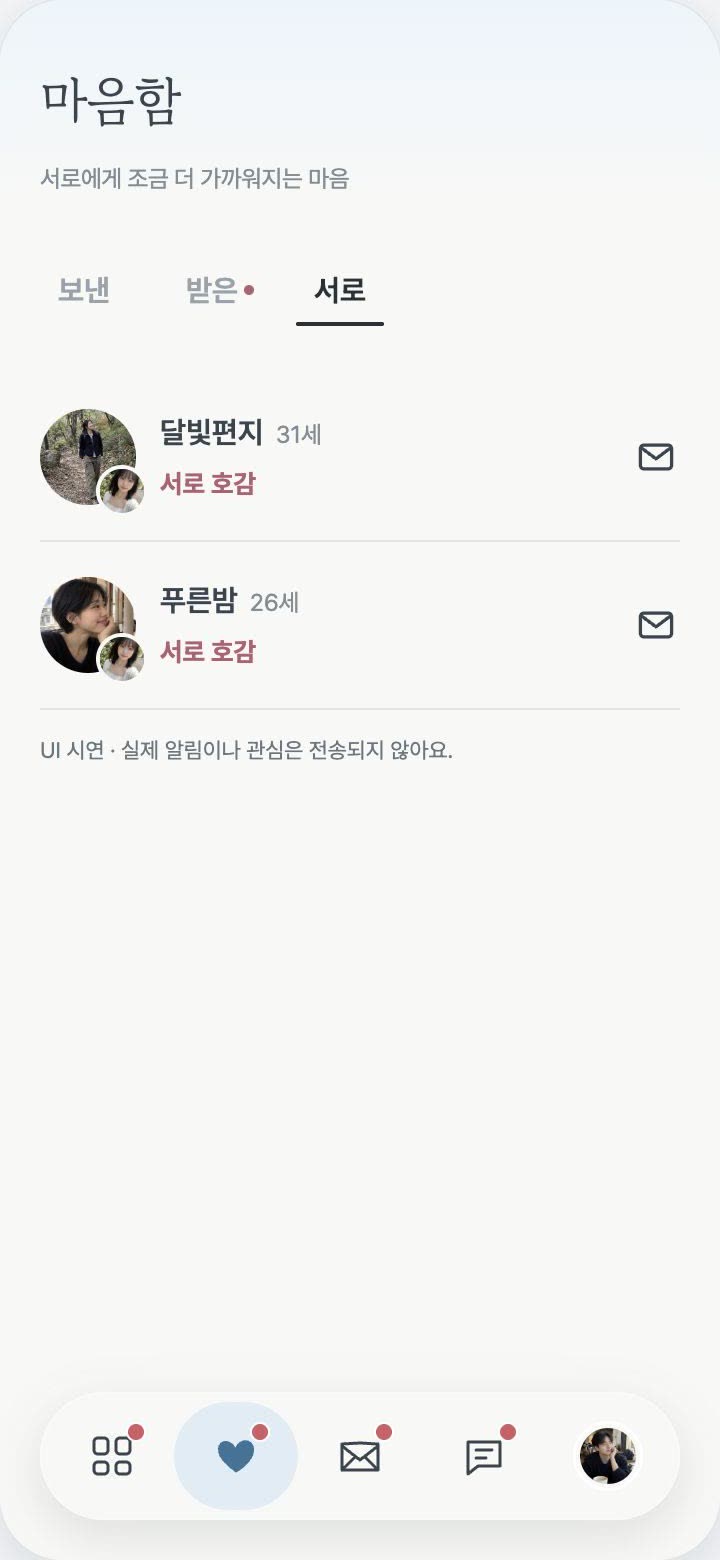 마음함
서로에게 조금 더 가까워지는 마음
보낸 받은 서로
달빛편지 31세
서로 호감
푸른밤 26세
서로 호감
UI 시연 · 실제 알림이나 관심은 전송되지 않아요.